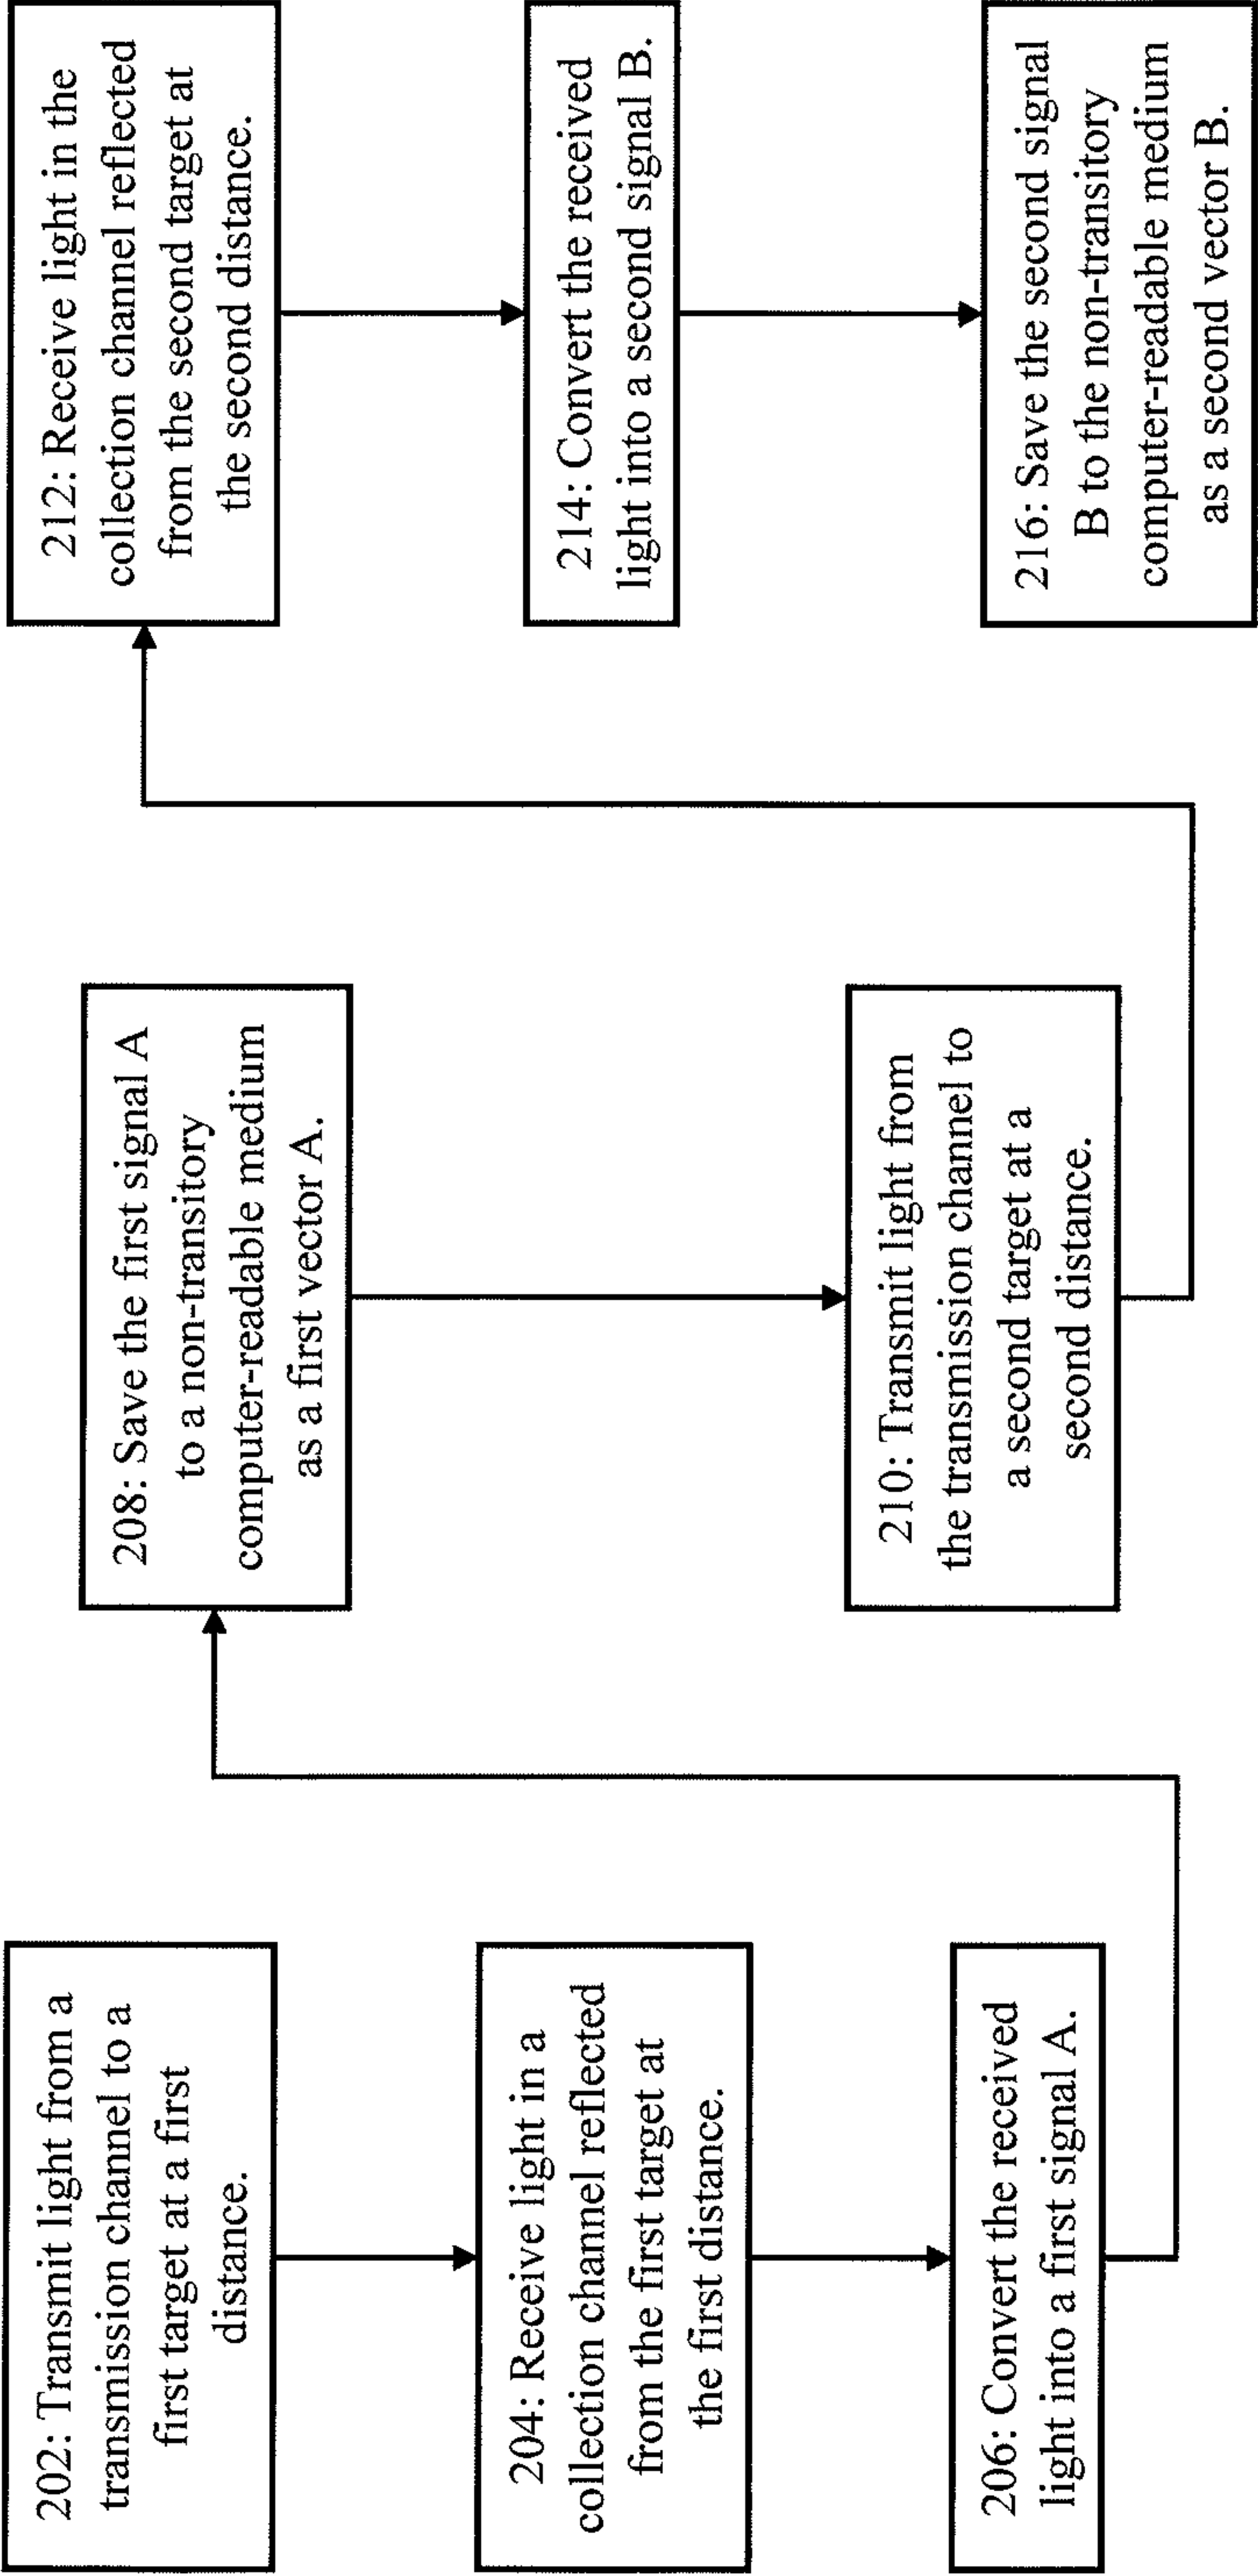 202: Transmit light from a
transmission channel to a
first target at a first
distance.
204: Receive light in a
collection channel reflected
from the first target at
the first distance.
206: Convert the received
light into a first signal A.
208: Save the first signal A
to a non-transitory
computer-readable medium
as a first vector A.
210: Transmit light from
the transmission channel to
a second target at a
second distance.
212: Receive light in the
collection channel reflected
from the second target at
the second distance.
214: Convert the received
light into a second signal B.
216: Save the second signal
B to the non-transitory
computer-readable medium
as a second vector B.